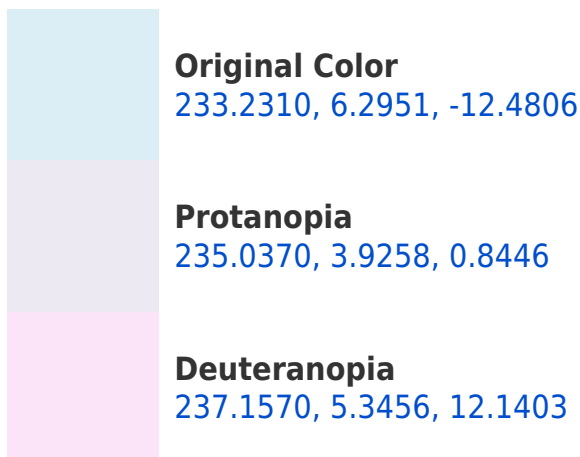 Original Color
233.2310, 6.2951, -12.4806
Protanopia
235.0370, 3.9258, 0.8446
Deuteranopia
237.1570, 5.3456, 12.1403